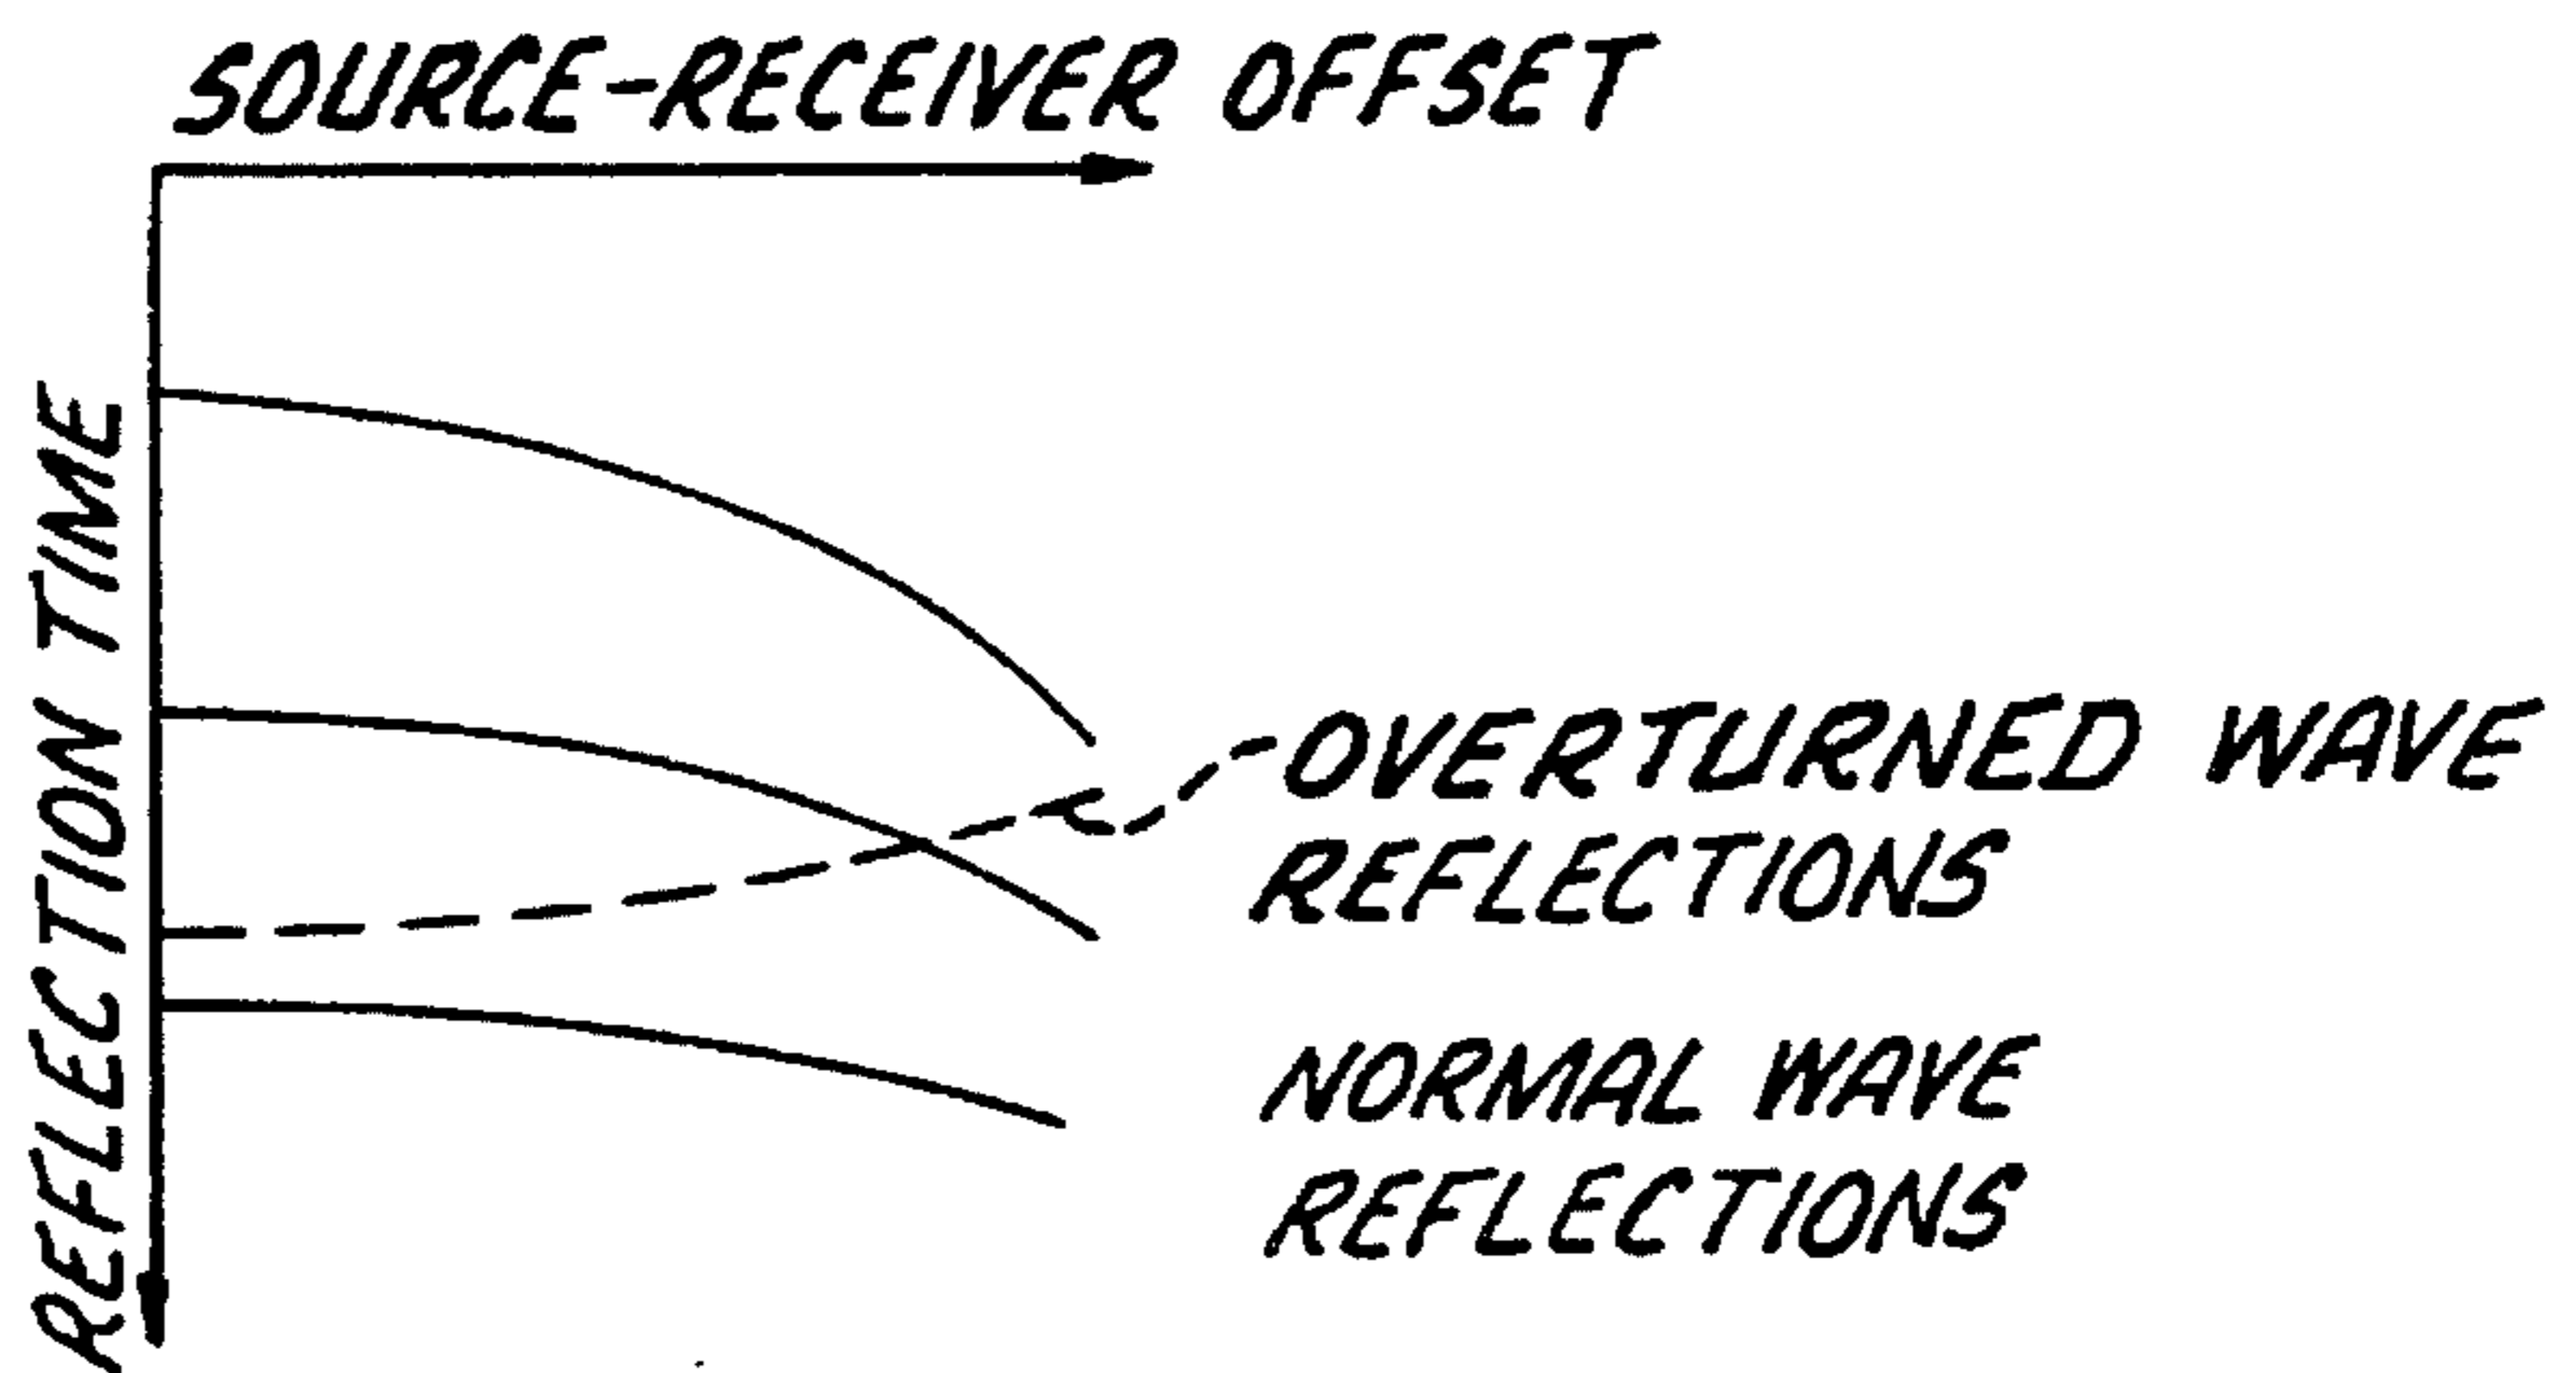 SOURCE-RECEIVER OFFSET
REFLECTION TIME
OVERTURNED WAVE
REFLECTIONS
NORMAL WAVE
REFLECTIONS